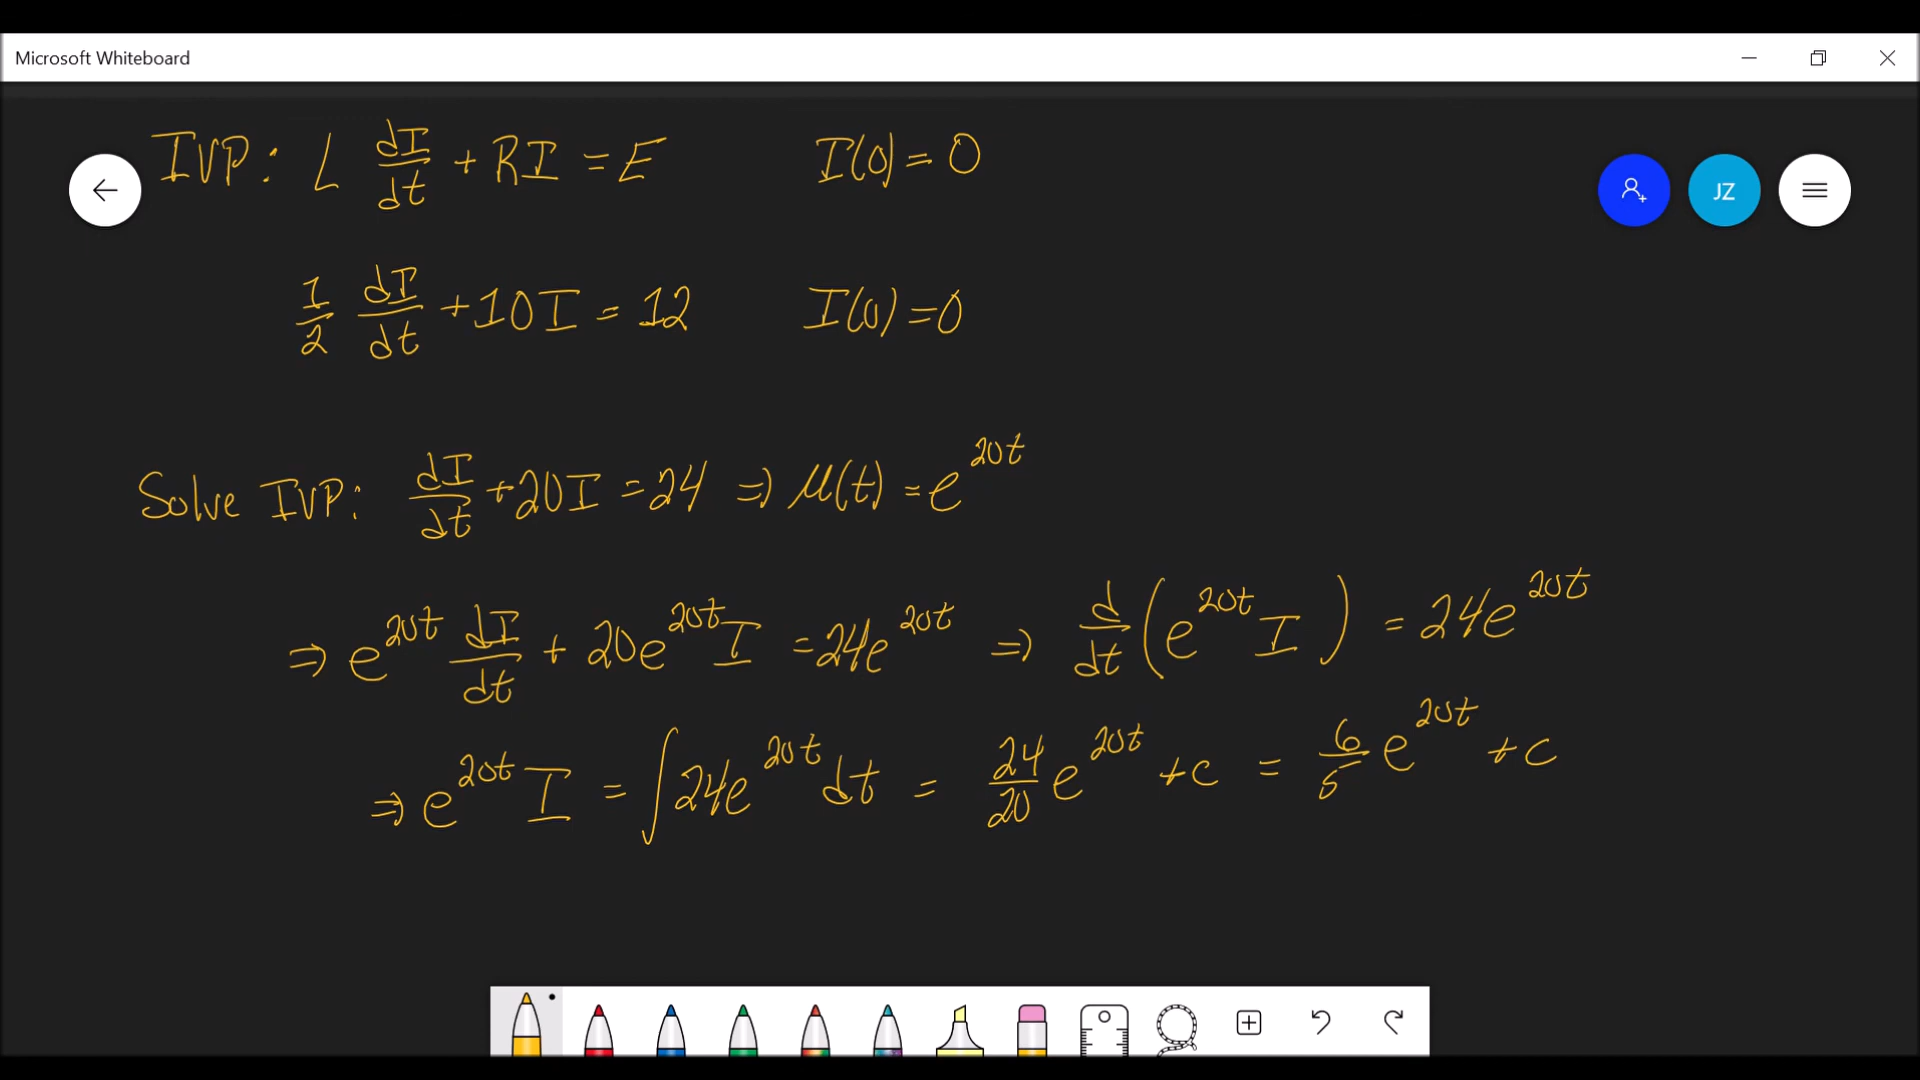 Microsoft Whiteboard
IVP: L dI/dt + RI = E I(0) = 0
JZ
1/2 dI/dt + 10I = 12 I(0) = 0
Solve IVP: dI/dt + 20I = 24 ⇒ μ(t) = e^{20t}
⇒ e^{20t} dI/dt + 20e^{20t} I = 24e^{20t} ⇒ d/dt (e^{20t} I) = 24e^{20t}
⇒ e^{20t} I = ∫ 24e^{20t} dt = 24/20 e^{20t} + c = 6/5 e^{20t} + c